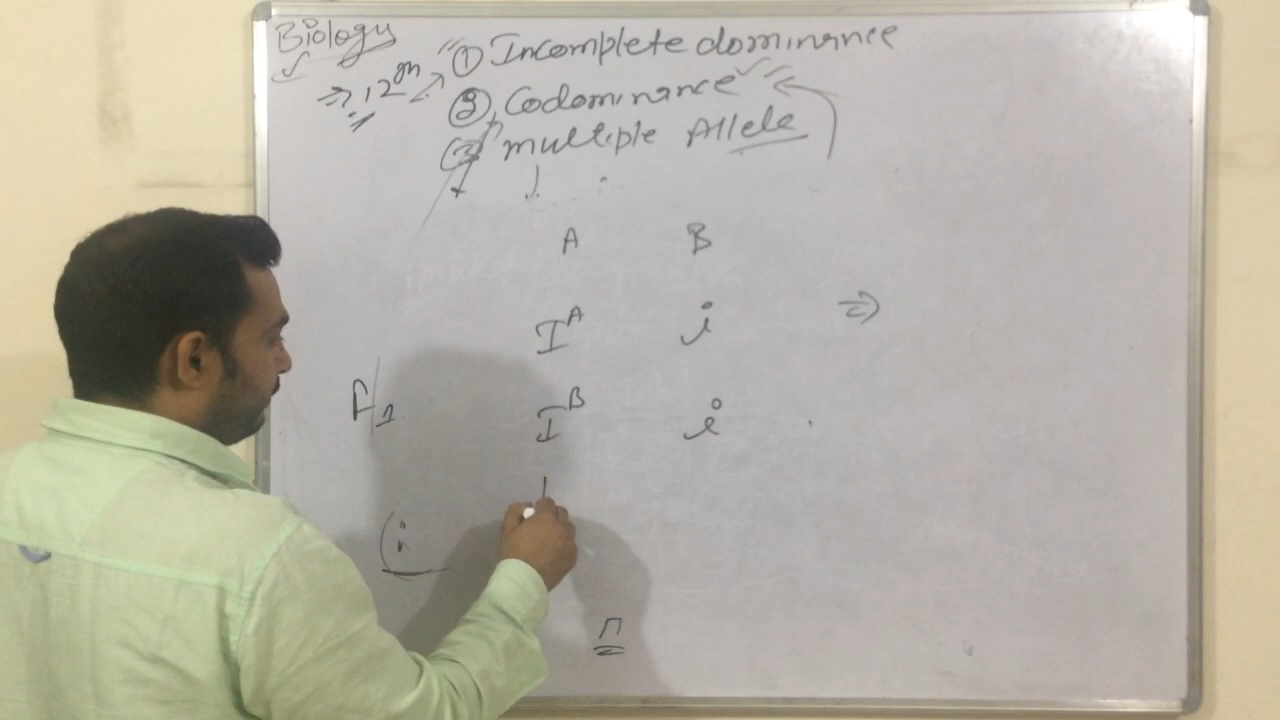 Biology
⇒ 12th → "① Incomplete dominance
② Codominance ✓ "
③ multiple Allele
A B
I^A i ⇒
F1 I^B i
(i
n